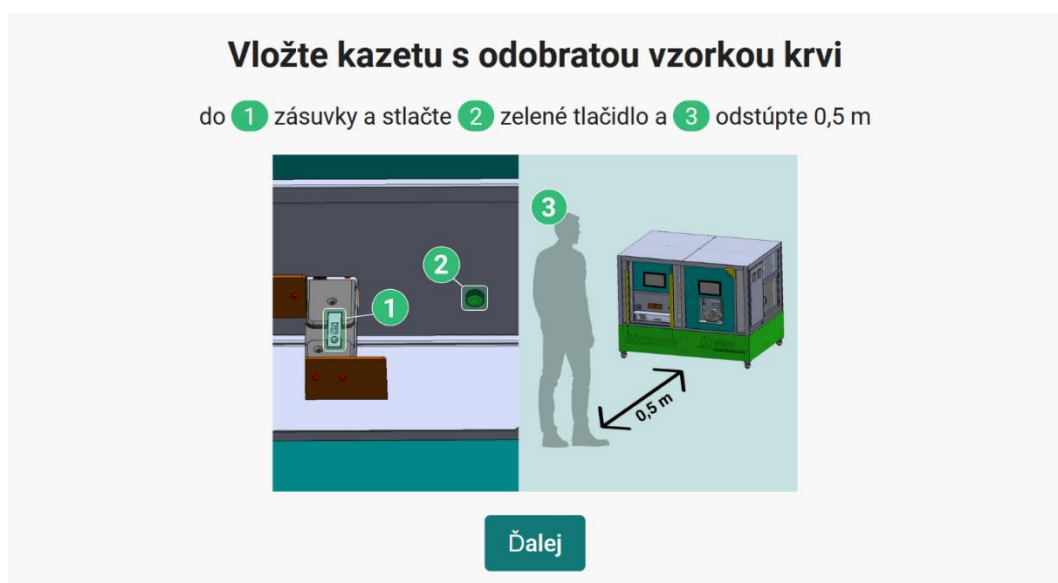 Vložte kazetu s odobratou vzorkou krvi
do 1 zásuvky a stlačte 2 zelené tlačidlo a 3 odstúpte 0,5 m
3
2
1
0,5 m
Ďalej